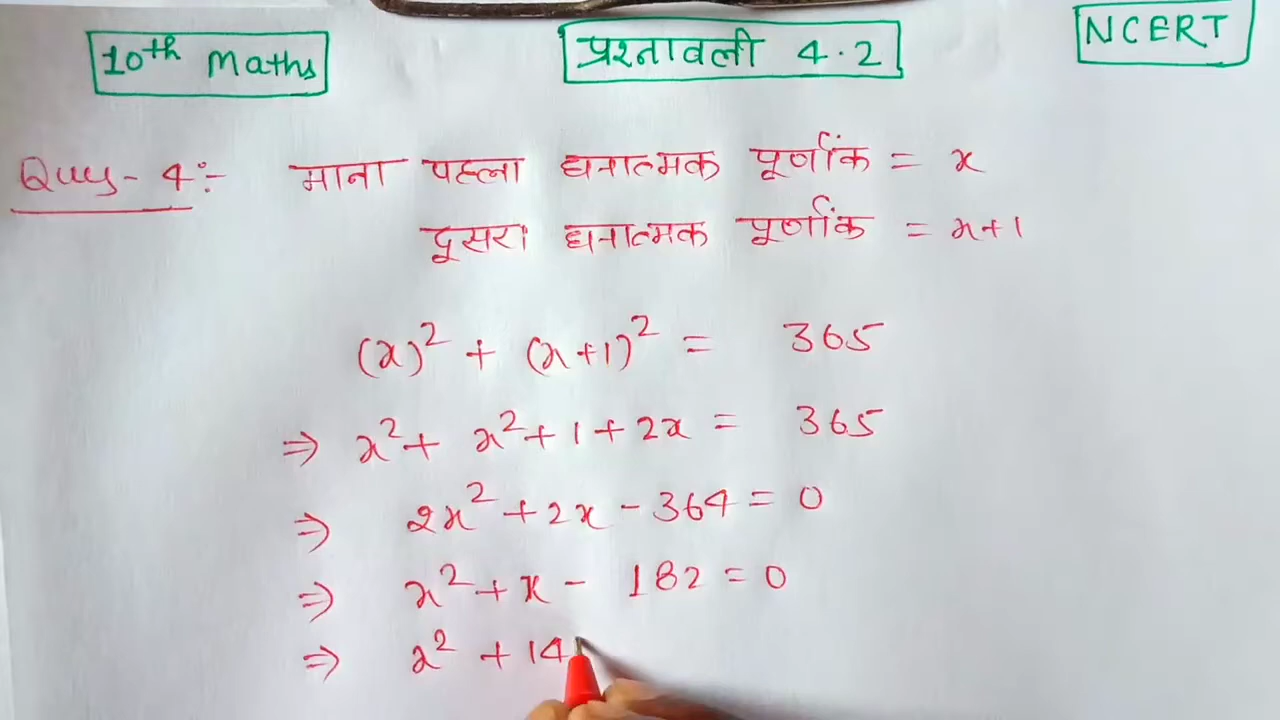 10th Maths प्रश्नावली 4.2 NCERT
Ques- 4:- माना पहला धनात्मक पूर्णांक = x
दूसरा धनात्मक पूर्णांक = x+1
(x)² + (x+1)² = 365
⇒ x² + x² + 1 + 2x = 365
⇒ 2x² + 2x - 364 = 0
⇒ x² + x - 182 = 0
⇒ x² + 14